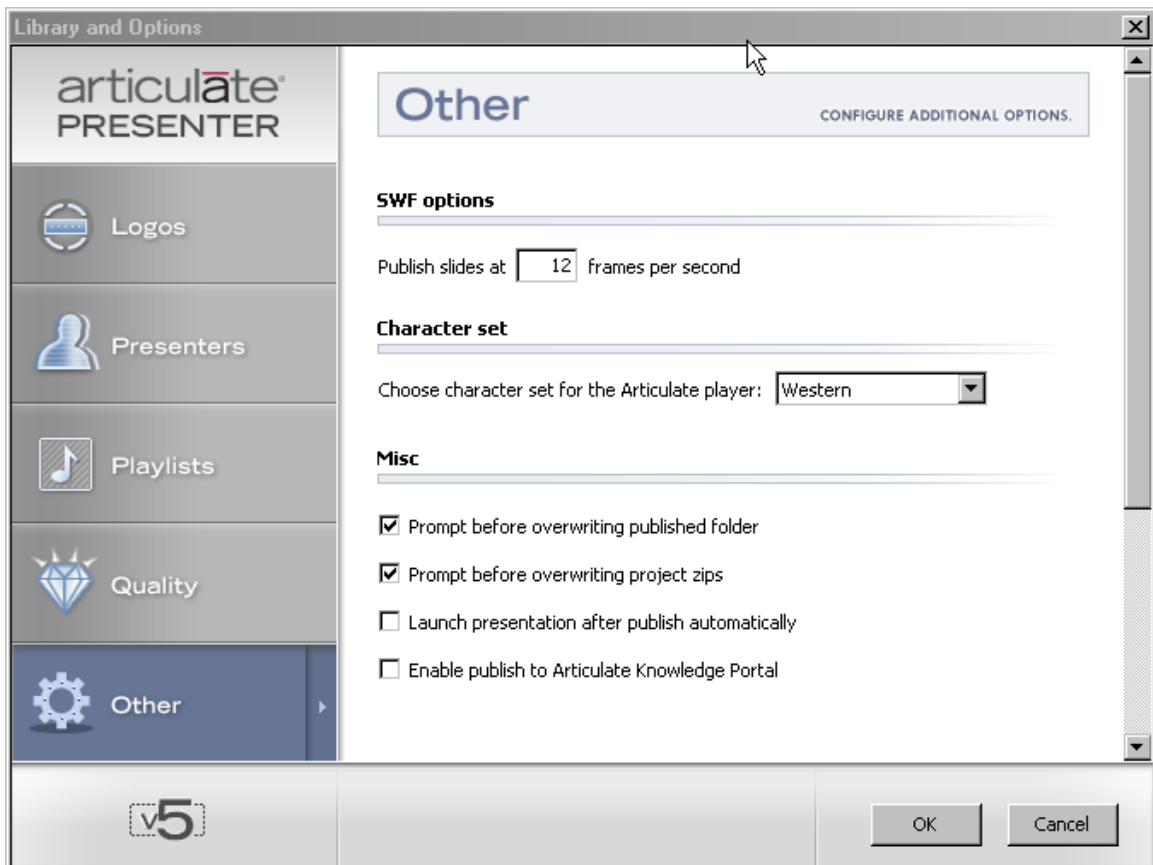 Library and Options
articulāte®
PRESENTER
Logos
Presenters
Playlists
Quality
Other
v5
Other
CONFIGURE ADDITIONAL OPTIONS.
SWF options
Publish slides at 12 frames per second
Character set
Choose character set for the Articulate player: Western
Misc
Prompt before overwriting published folder
Prompt before overwriting project zips
Launch presentation after publish automatically
Enable publish to Articulate Knowledge Portal
OK
Cancel